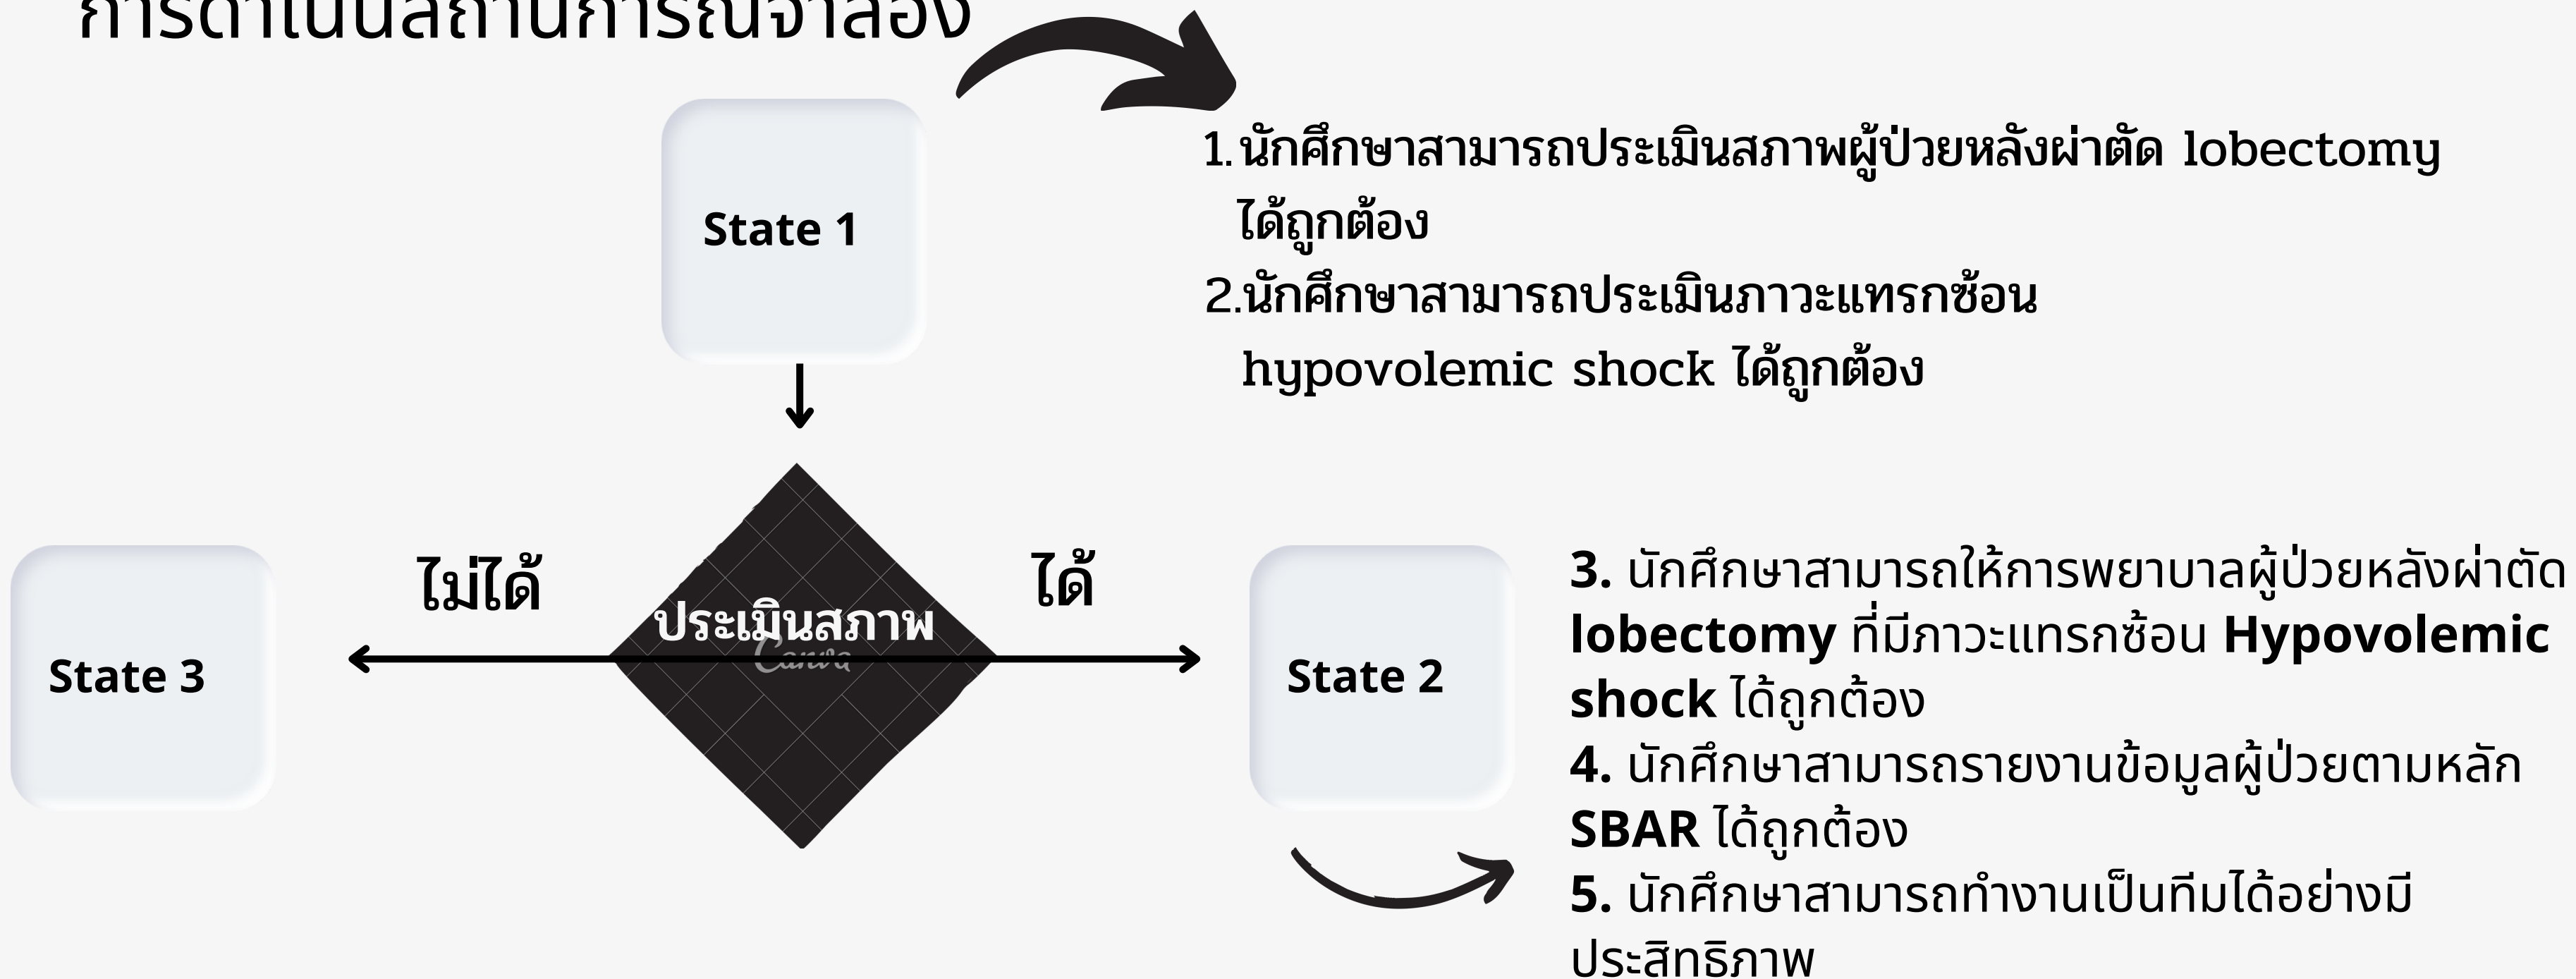 การดำเนินสถานการณ์จำลอง
State 1
1. นักศึกษาสามารถประเมินสภาพผู้ป่วยหลังผ่าตัด lobectomy
ได้ถูกต้อง
2.นักศึกษาสามารถประเมินภาวะแทรกซ้อน
hypovolemic shock ได้ถูกต้อง
ไม่ได้
ประเมินสภาพ
Canva
ได้
State 3
State 2
3. นักศึกษาสามารถให้การพยาบาลผู้ป่วยหลังผ่าตัด
lobectomy ที่มีภาวะแทรกซ้อน Hypovolemic
shock ได้ถูกต้อง
4. นักศึกษาสามารถรายงานข้อมูลผู้ป่วยตามหลัก
SBAR ได้ถูกต้อง
5. นักศึกษาสามารถทำงานเป็นทีมได้อย่างมี
ประสิทธิภาพ